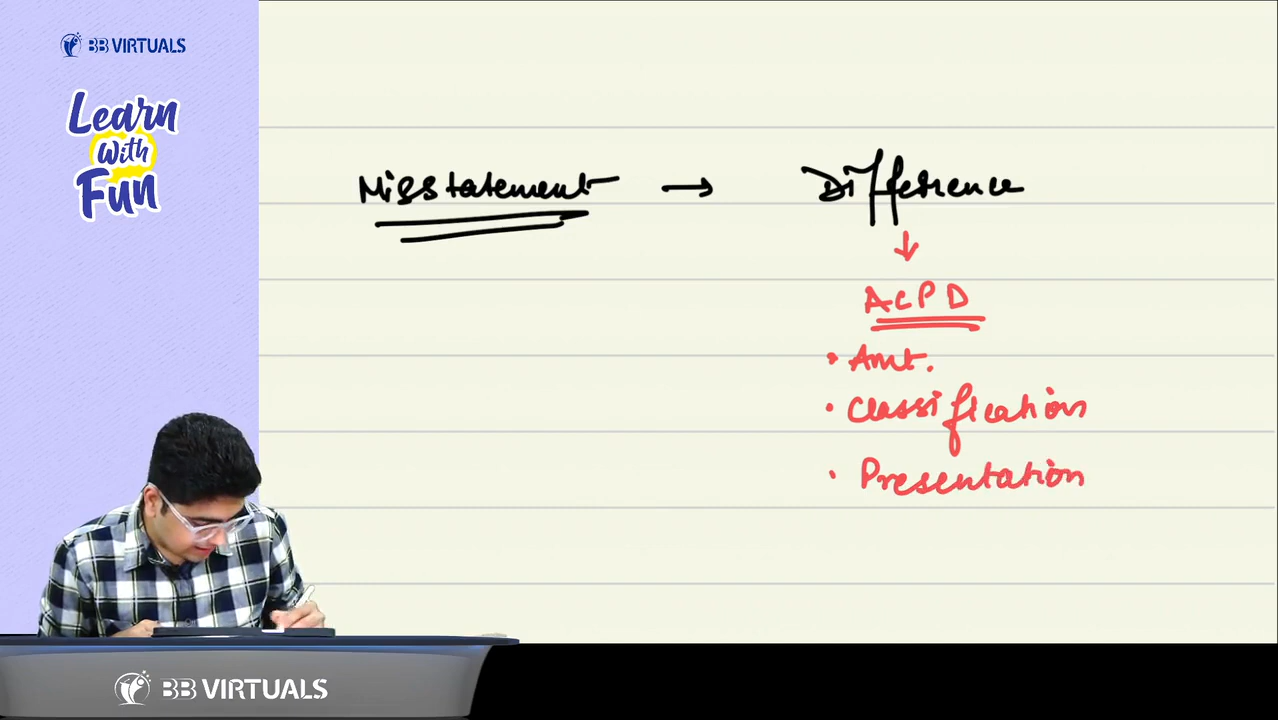 BB VIRTUALS
Learn
with
Fun
Misstatement → Difference
↓
ACPD
• Amt.
• Classification
• Presentation
BB VIRTUALS